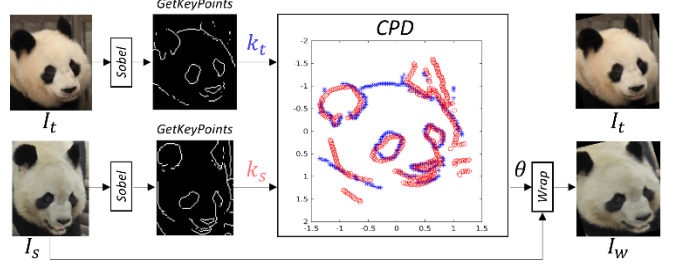 GetKeyPoints
CPD
Sobel
k_t
I_t
I_t
GetKeyPoints
Sobel
k_s
θ
Wrap
I_s
I_w
-2
-1.5
-1
-0.5
0
0.5
1
1.5
2
-1.5 -1 -0.5 0 0.5 1 1.5